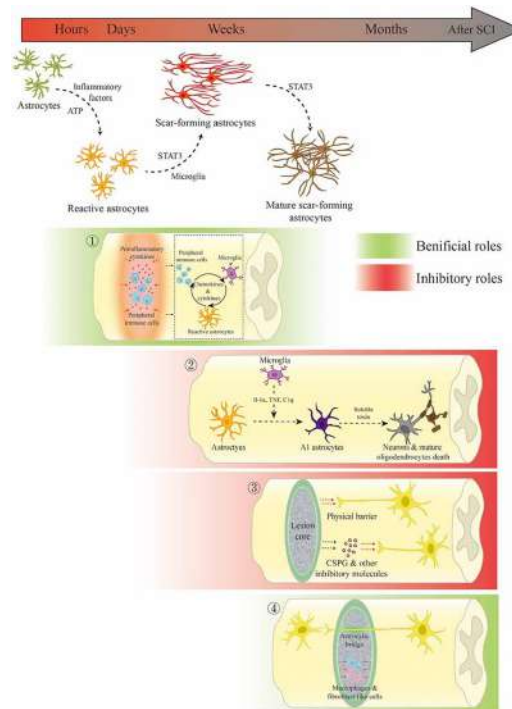 Hours Days Weeks Months After SCI
Astrocytes
Inflammatory
factors
ATP
Reactive astrocytes
STAT3
Microglia
Scar-forming astrocytes
STAT3
Mature scar-forming
astrocytes
Benificial roles
Inhibitory roles
①
Proinflammatory
cytokines
Peripheral
immune cells
Peripheral
immune cells
Microglia
Chemokines
&
cytokines
Reactive astrocytes
②
Microglia
Il-1α, TNF, C1q
Astroctyes
A1 astrocytes
Soluble
toxin
Neurons & mature
oligodendrocytes death
③
Lesion
core
Physical barrier
CSPG & other
inhibitory molecules
④
Astrocytic
bridge
Macrophages &
fibroblast-like cells